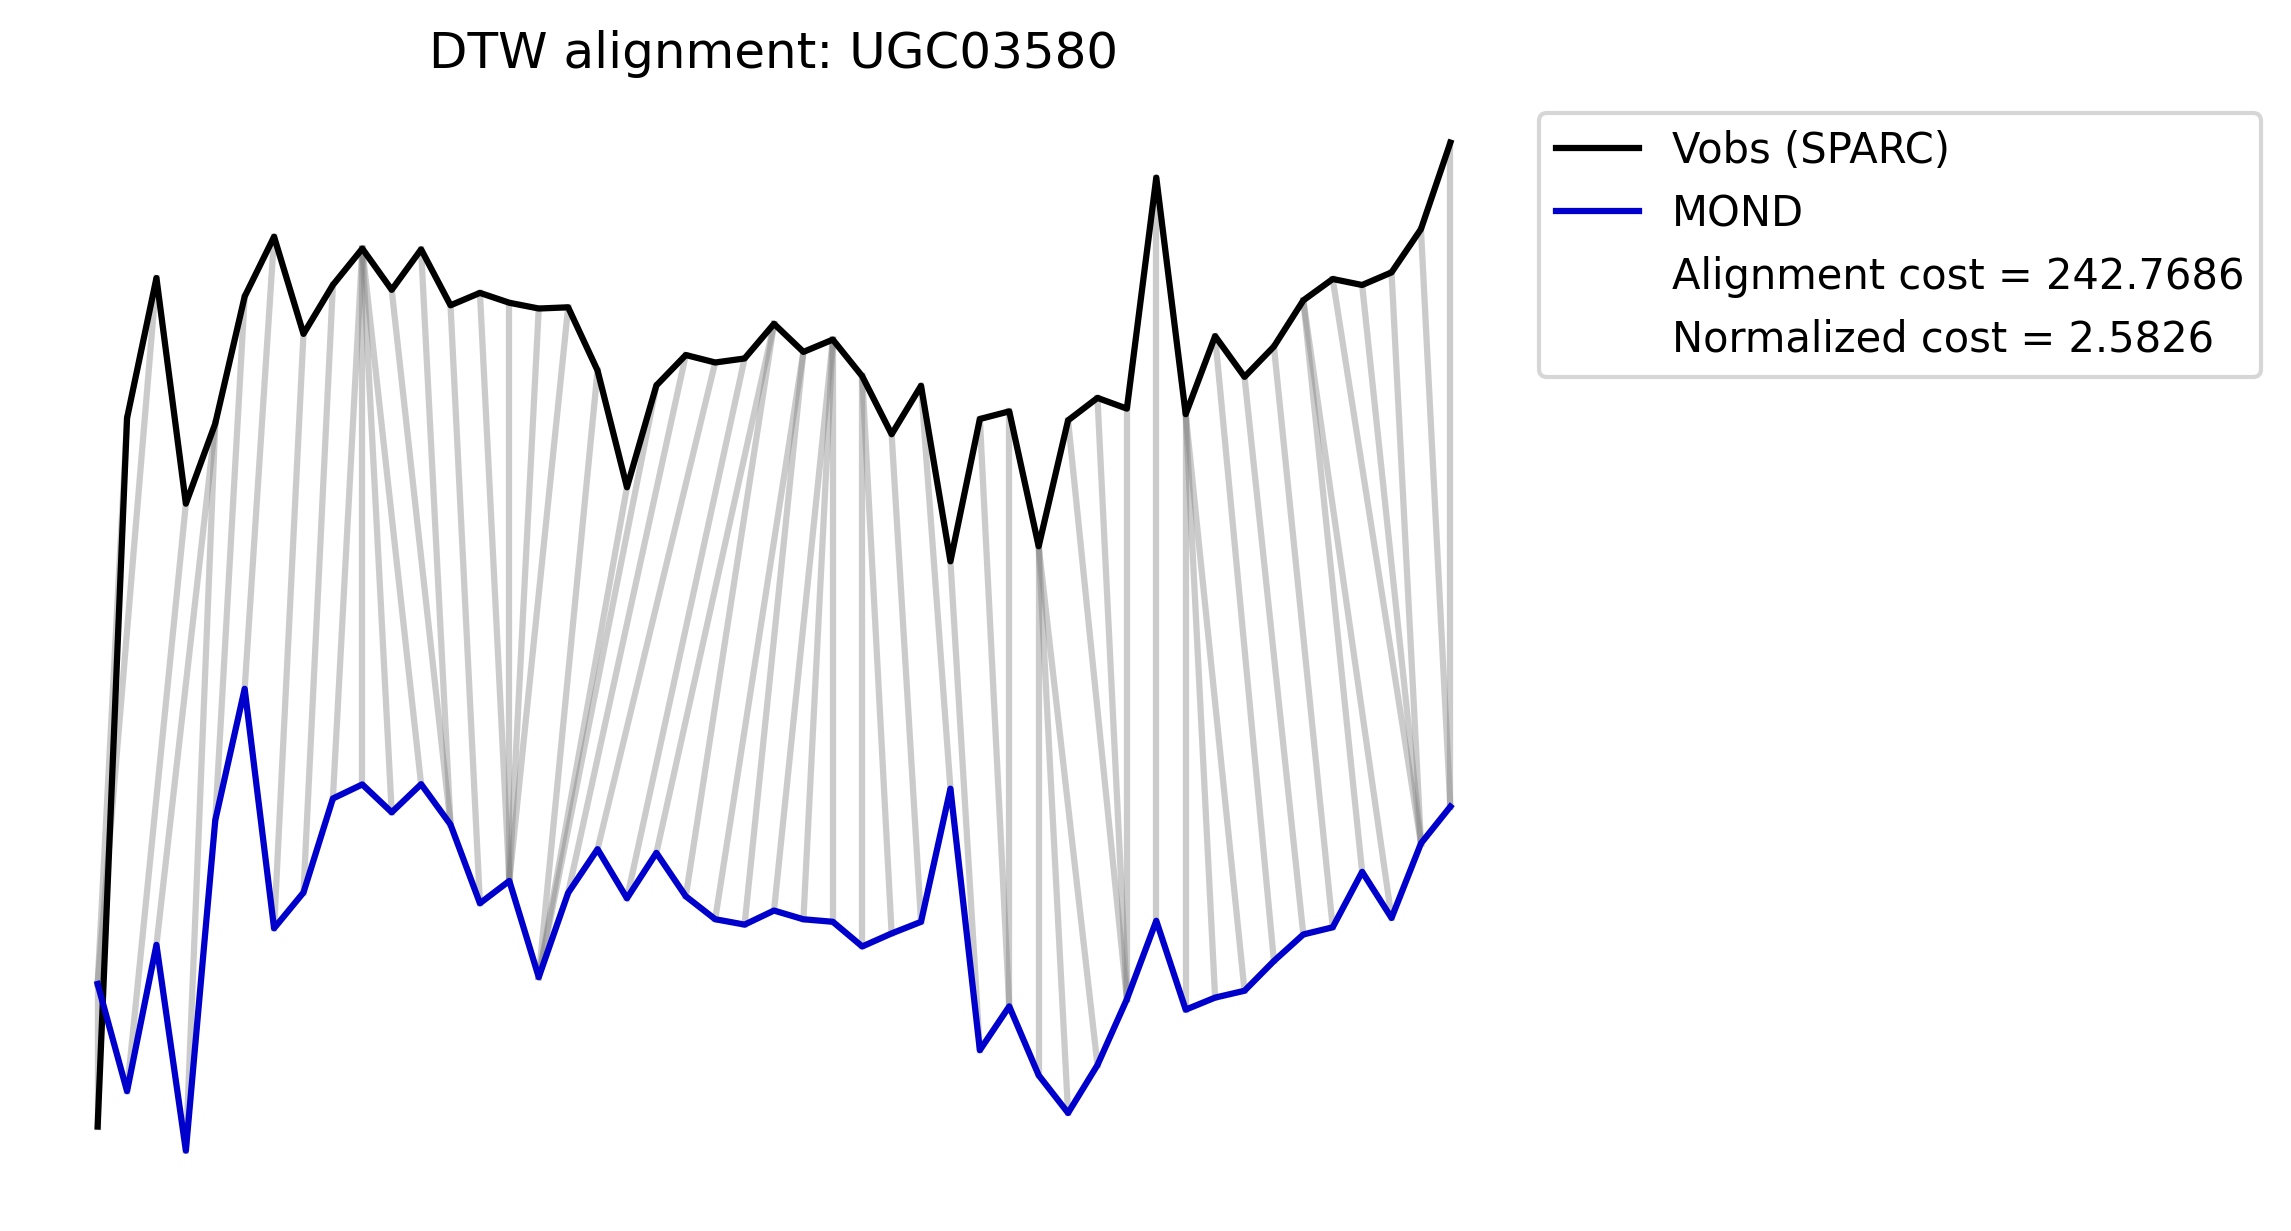 DTW alignment: UGC03580
Vobs (SPARC)
MOND
Alignment cost = 242.7686
Normalized cost = 2.5826